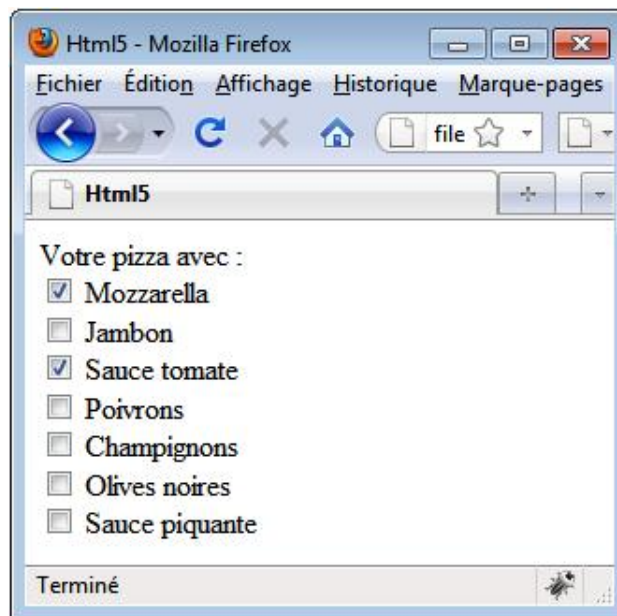 Html5 - Mozilla Firefox
Fichier Édition Affichage Historique Marque-pages
file
Html5
Votre pizza avec :
Mozzarella
Jambon
Sauce tomate
Poivrons
Champignons
Olives noires
Sauce piquante
Terminé